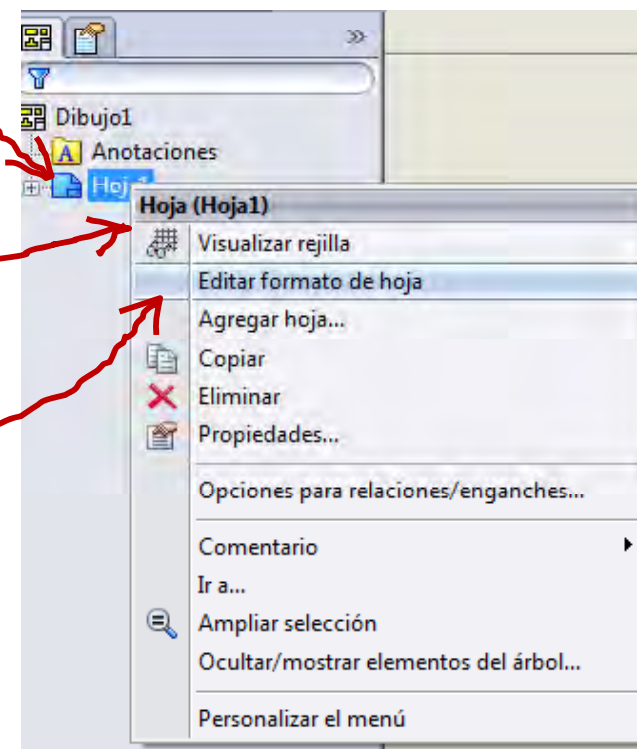 »
Dibujo1
A Anotaciones
Hoja1
Hoja (Hoja1)
Visualizar rejilla
Editar formato de hoja
Agregar hoja...
Copiar
Eliminar
Propiedades...
Opciones para relaciones/enganches...
Comentario
Ir a...
Ampliar selección
Ocultar/mostrar elementos del árbol...
Personalizar el menú